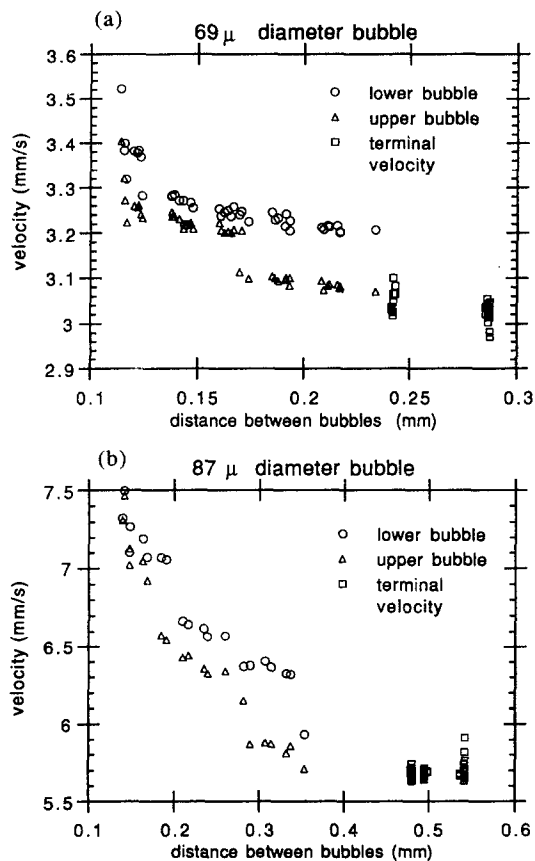 (a)
69 μ diameter bubble
3.6
3.5
3.4
3.3
3.2
3.1
3
2.9
velocity (mm/s)
lower bubble
upper bubble
terminal
velocity
0.1
0.15
0.2
0.25
0.3
distance between bubbles (mm)
(b)
87 μ diameter bubble
7.5
7
6.5
6
5.5
velocity (mm/s)
lower bubble
upper bubble
terminal
velocity
0.1
0.2
0.3
0.4
0.5
0.6
distance between bubbles (mm)